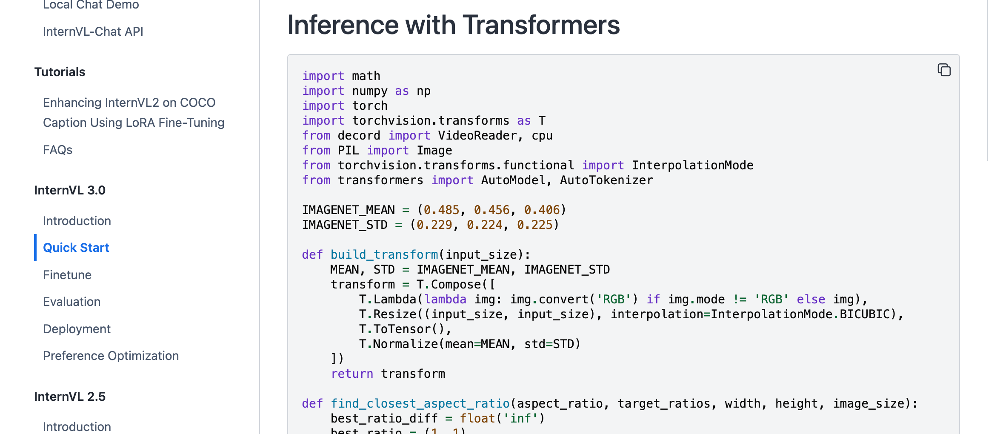 Local Chat Demo
InternVL-Chat API
Tutorials
Enhancing InternVL2 on COCO
Caption Using LoRA Fine-Tuning
FAQs
InternVL 3.0
Introduction
Quick Start
Finetune
Evaluation
Deployment
Preference Optimization
InternVL 2.5
Introduction
Inference with Transformers
import math
import numpy as np
import torch
import torchvision.transforms as T
from decord import VideoReader, cpu
from PIL import Image
from torchvision.transforms.functional import InterpolationMode
from transformers import AutoModel, AutoTokenizer

IMAGENET_MEAN = (0.485, 0.456, 0.406)
IMAGENET_STD = (0.229, 0.224, 0.225)

def build_transform(input_size):
    MEAN, STD = IMAGENET_MEAN, IMAGENET_STD
    transform = T.Compose([
        T.Lambda(lambda img: img.convert('RGB') if img.mode != 'RGB' else img),
        T.Resize((input_size, input_size), interpolation=InterpolationMode.BICUBIC),
        T.ToTensor(),
        T.Normalize(mean=MEAN, std=STD)
    ])
    return transform

def find_closest_aspect_ratio(aspect_ratio, target_ratios, width, height, image_size):
    best_ratio_diff = float('inf')
    best_ratio = (1, 1)